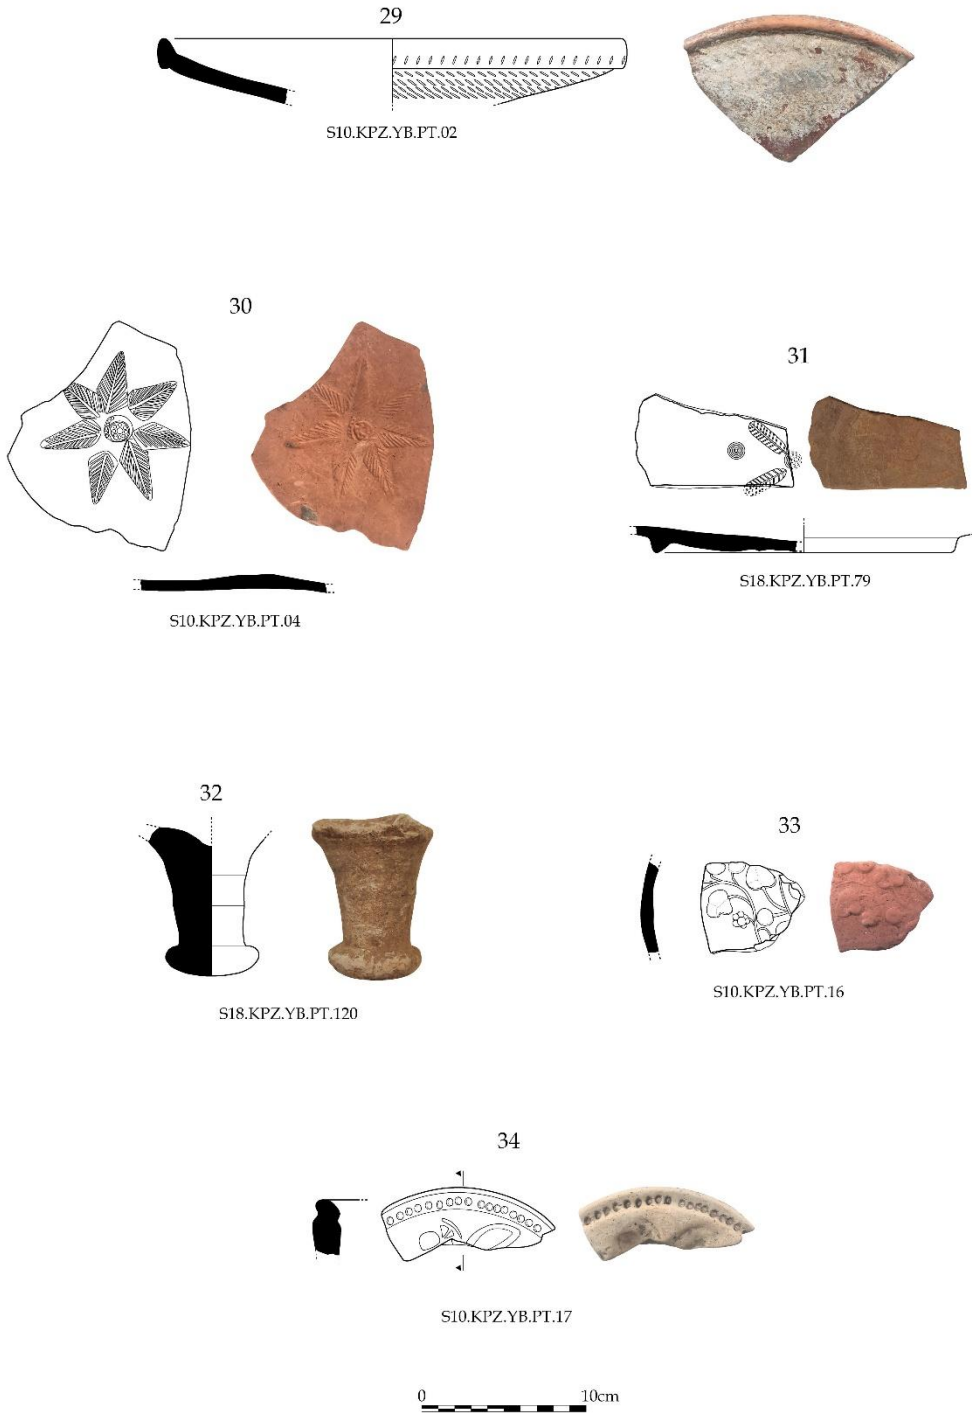 29
S10.KPZ.YB.PT.02
30
31
S10.KPZ.YB.PT.04
S18.KPZ.YB.PT.79
32
33
S18.KPZ.YB.PT.120
S10.KPZ.YB.PT.16
34
S10.KPZ.YB.PT.17
0 10cm